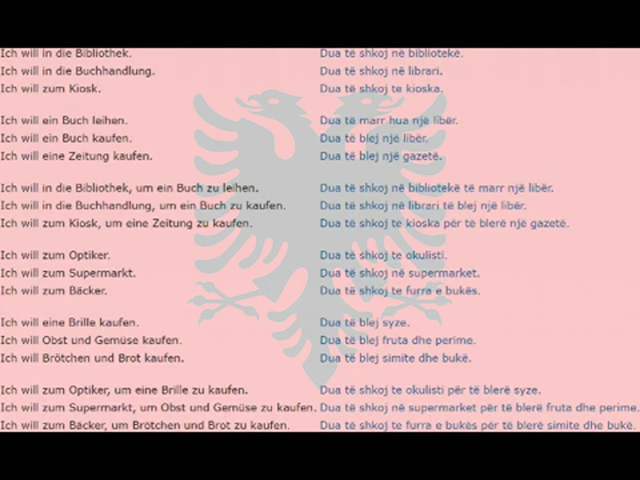 Ich will in die Bibliothek. Dua të shkoj në bibliotekë.
Ich will in die Buchhandlung. Dua të shkoj në librari.
Ich will zum Kiosk. Dua të shkoj te kioska.
Ich will ein Buch leihen. Dua të marr hua një libër.
Ich will ein Buch kaufen. Dua të blej një libër.
Ich will eine Zeitung kaufen. Dua të blej një gazetë.
Ich will in die Bibliothek, um ein Buch zu leihen. Dua të shkoj në bibliotekë të marr një libër.
Ich will in die Buchhandlung, um ein Buch zu kaufen. Dua të shkoj në librari të blej një libër.
Ich will zum Kiosk, um eine Zeitung zu kaufen. Dua të shkoj te kioska për të blerë një gazetë.
Ich will zum Optiker. Dua të shkoj te okulisti.
Ich will zum Supermarkt. Dua të shkoj në supermarket.
Ich will zum Bäcker. Dua të shkoj te furra e bukës.
Ich will eine Brille kaufen. Dua të blej syze.
Ich will Obst und Gemüse kaufen. Dua të blej fruta dhe perime.
Ich will Brötchen und Brot kaufen. Dua të blej simite dhe bukë.
Ich will zum Optiker, um eine Brille zu kaufen. Dua të shkoj te okulisti për të blerë syze.
Ich will zum Supermarkt, um Obst und Gemüse zu kaufen. Dua të shkoj në supermarket për të blerë fruta dhe perime.
Ich will zum Bäcker, um Brötchen und Brot zu kaufen. Dua të shkoj te furra e bukës për të blerë simite dhe bukë.